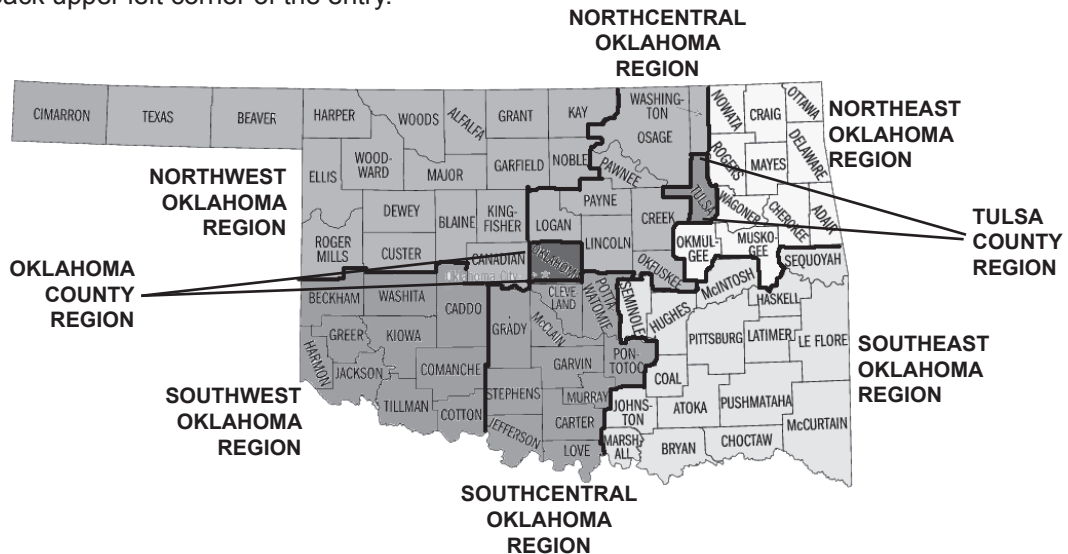 back upper left corner of the entry.
NORTHCENTRAL
OKLAHOMA
REGION
CIMARRON
TEXAS
BEAVER
HARPER
WOODS
ALFALFA
GRANT
KAY
WASHING-
TON
OSAGE
NOWATA
CRAIG
OTTAWA
NORTHEAST
OKLAHOMA
REGION
ELLIS
WOOD-
WARD
MAJOR
GARFIELD
NOBLE
PAWNEE
ROGERS
MAYES
DELAWARE
NORTHWEST
OKLAHOMA
REGION
DEWEY
BLAINE
KING-
FISHER
LOGAN
PAYNE
CREEK
TULSA
WAGONER
CHEROKEE
ADAIR
TULSA
COUNTY
REGION
ROGER
MILLS
CUSTER
CANADIAN
OKLAHOMA
Oklahoma City
LINCOLN
OKFUSKEE
OKMUL-
GEE
MUSKO-
GEE
SEQUOYAH
OKLAHOMA
COUNTY
REGION
BECKHAM
WASHITA
CADDO
GRADY
CLEVE-
LAND
McCLAIN
POTTA-
WATOMIE
SEMINOLE
HUGHES
McINTOSH
HASKELL
GREER
KIOWA
HARMON
JACKSON
COMANCHE
GARVIN
PON-
TOTOC
PITTSBURG
LATIMER
LE FLORE
SOUTHEAST
OKLAHOMA
REGION
SOUTHWEST
OKLAHOMA
REGION
TILLMAN
COTTON
STEPHENS
MURRAY
COAL
JEFFERSON
CARTER
LOVE
JOHNS-
TON
MARSH-
ALL
ATOKA
BRYAN
PUSHMATAHA
CHOCTAW
McCURTAIN
SOUTHCENTRAL
OKLAHOMA
REGION